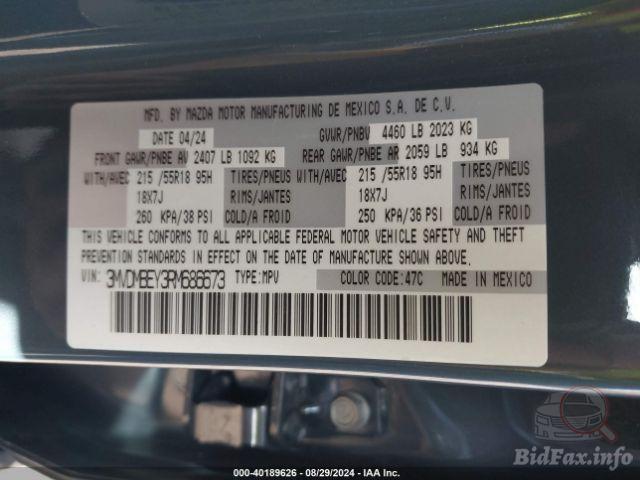 MFD. BY MAZDA MOTOR MANUFACTURING DE MEXICO S.A. DE C.V.
DATE 04/24 GVWR/PNBV 4460 LB 2023 KG
FRONT GAWR/PNBE AV 2407 LB 1092 KG REAR GAWR/PNBE AR 2059 LB 934 KG
WITH/AVEC 215 /55R18 95H TIRES/PNEUS WITH/AVEC 215 /55R18 95H TIRES/PNEUS
18X7J RIMS/JANTES 18X7J RIMS/JANTES
260 KPA/38 PSI COLD/A FROID 250 KPA/36 PSI COLD/A FROID
THIS VEHICLE CONFORMS TO ALL APPLICABLE FEDERAL MOTOR VEHICLE SAFETY AND THEFT
PREVENTION STANDARDS IN EFFECT ON THE DATE OF MANUFACTURE SHOWN ABOVE.
VIN: 3MVDMBEY3RM686673 TYPE:MPV COLOR CODE:47C MADE IN MEXICO
BidFax.info
000-40189626 - 08/29/2024 - IAA Inc.